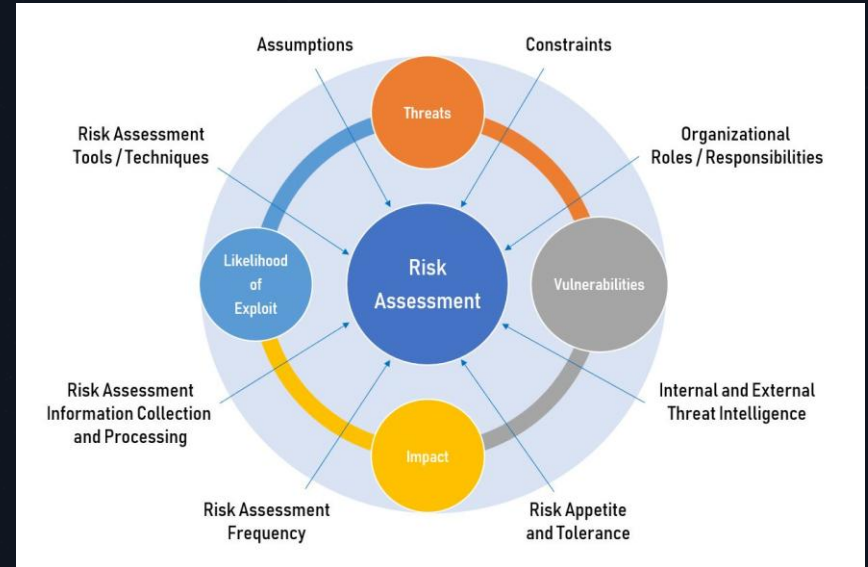 Assumptions
Constraints
Threats
Risk Assessment
Tools / Techniques
Organizational
Roles / Responsibilities
Likelihood
of
Exploit
Risk
Assessment
Vulnerabilities
Risk Assessment
Information Collection
and Processing
Internal and External
Threat Intelligence
Impact
Risk Assessment
Frequency
Risk Appetite
and Tolerance